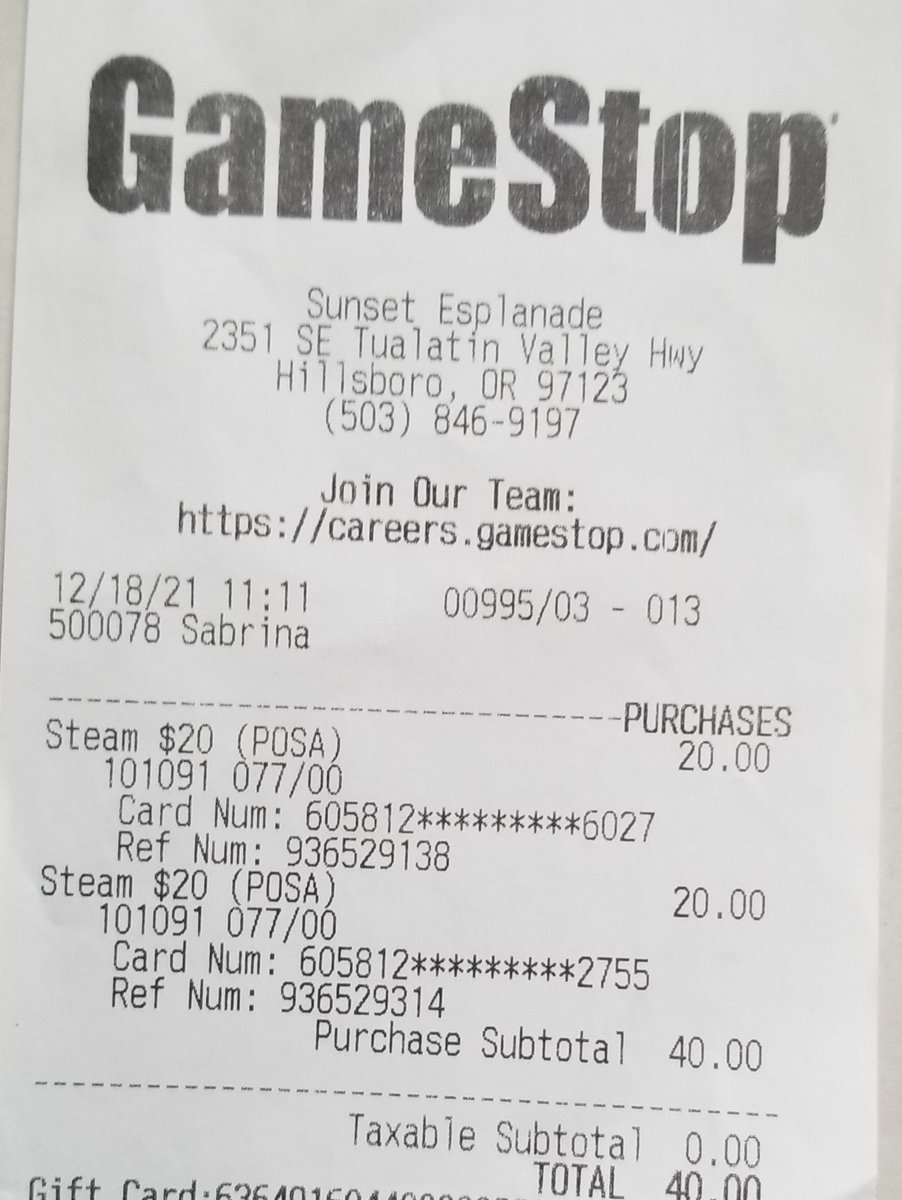 GameStop
Sunset Esplanade
2351 SE Tualatin Valley Hwy
Hillsboro, OR 97123
(503) 846-9197
Join Our Team:
https://careers.gamestop.com/
12/18/21 11:11 00995/03 - 013
500078 Sabrina
-----------------------------PURCHASES
Steam $20 (POSA) 20.00
101091 077/00
Card Num: 605812*********6027
Ref Num: 936529138
Steam $20 (POSA) 20.00
101091 077/00
Card Num: 605812*********2755
Ref Num: 936529314
Purchase Subtotal 40.00
Taxable Subtotal 0.00
TOTAL 40.00
Gift Card: